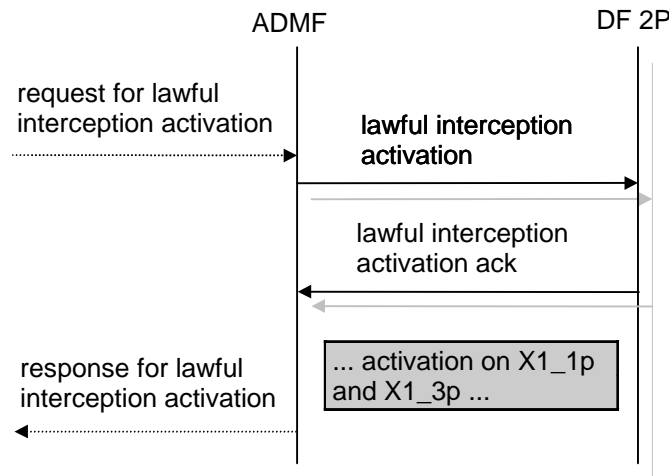 ADMF
DF 2P
request for lawful
interception activation
lawful interception
activation
lawful interception
activation ack
... activation on X1_1p
and X1_3p ...
response for lawful
interception activation